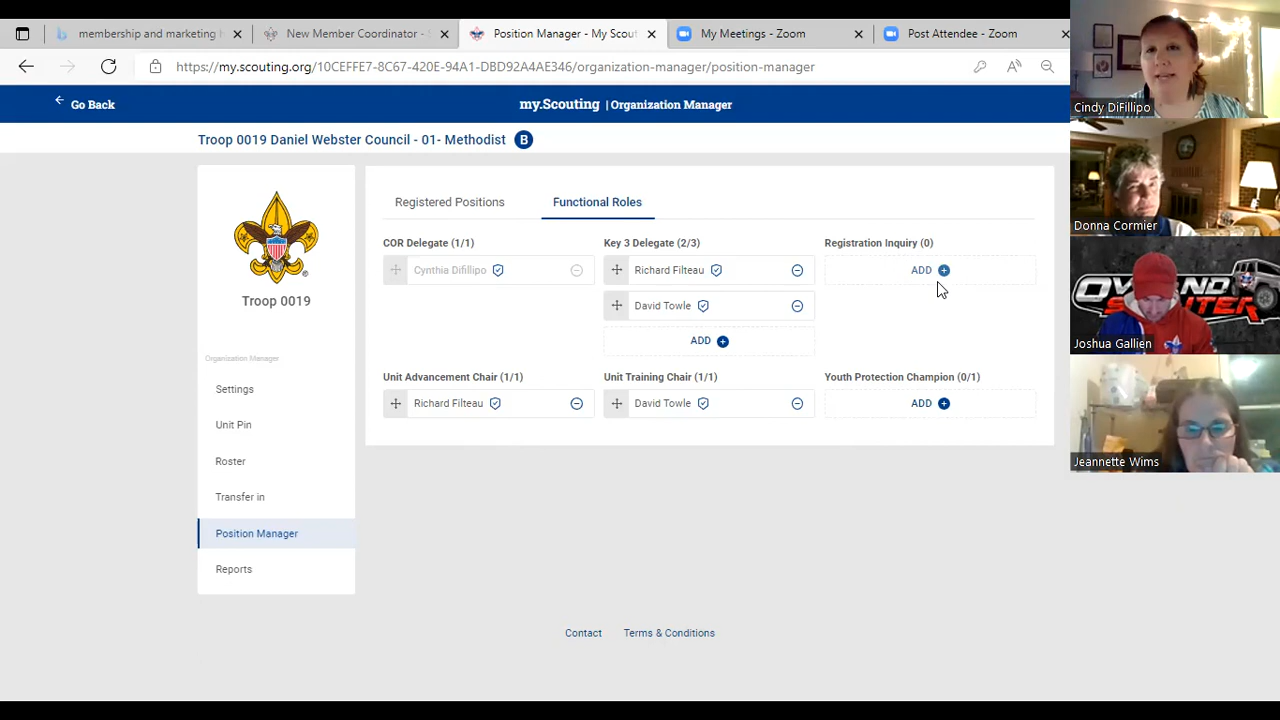 membership and marketing
New Member Coordinator -
Position Manager - My Scout
My Meetings - Zoom
Post Attendee - Zoom
https://my.scouting.org/10CEFFE7-8C67-420E-94A1-DBD92A4AE346/organization-manager/position-manager
Go Back
my.Scouting | Organization Manager
Troop 0019 Daniel Webster Council - 01- Methodist B
Troop 0019
Organization Manager
Settings
Unit Pin
Roster
Transfer in
Position Manager
Reports
Registered Positions
Functional Roles
COR Delegate (1/1)
Cynthia Difillipo
Key 3 Delegate (2/3)
Richard Filteau
David Towle
ADD
Registration Inquiry (0)
ADD
Unit Advancement Chair (1/1)
Richard Filteau
Unit Training Chair (1/1)
David Towle
Youth Protection Champion (0/1)
ADD
Contact
Terms & Conditions
Cindy DiFillipo
Donna Cormier
Joshua Gallien
Jeannette Wims